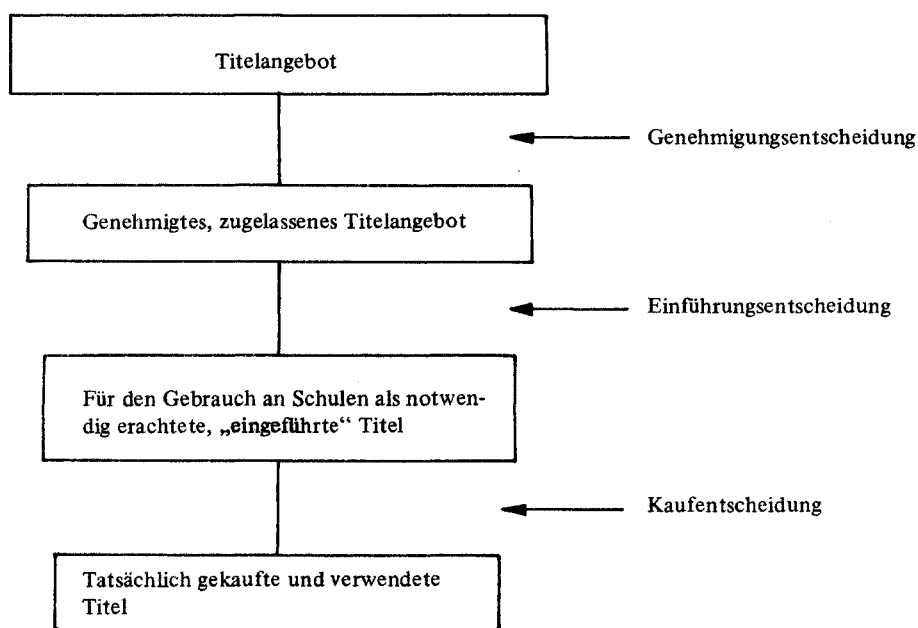 Titelangebot
Genehmigungsentscheidung
Genehmigtes, zugelassenes Titelangebot
Einführungsentscheidung
Für den Gebrauch an Schulen als notwen-
dig erachtete, „eingeführte“ Titel
Kaufentscheidung
Tatsächlich gekaufte und verwendete
Titel